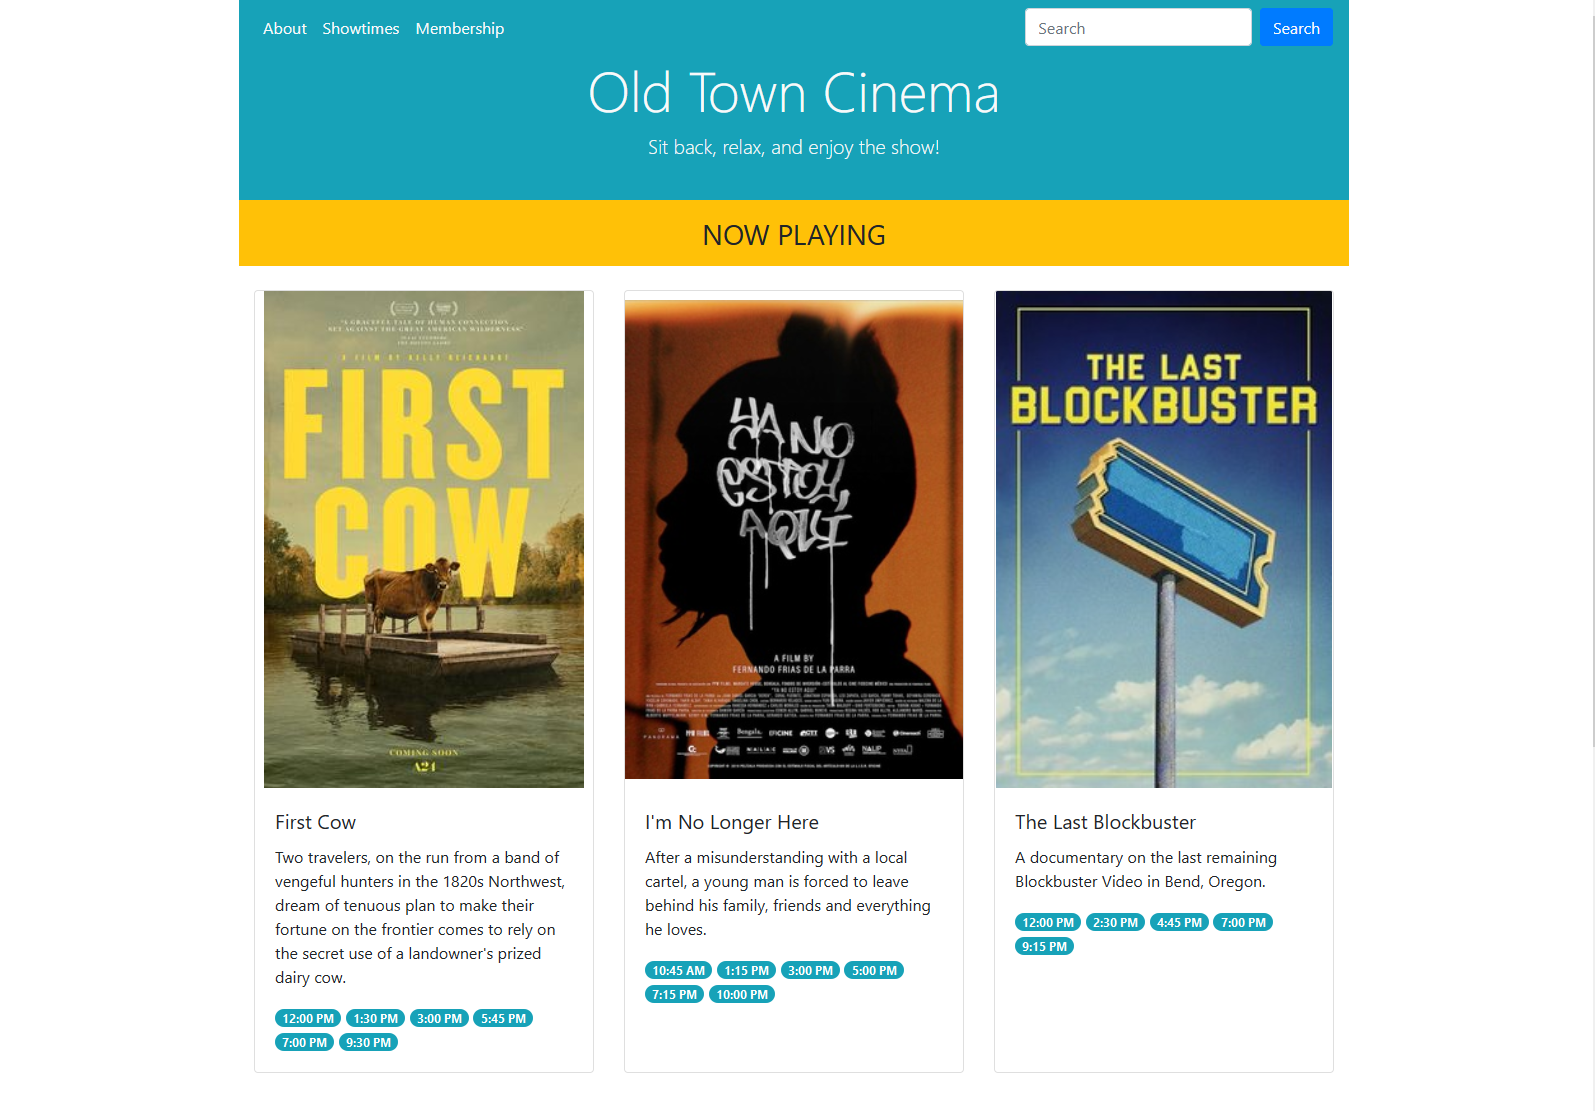 About Showtimes Membership
Search
Search
Old Town Cinema
Sit back, relax, and enjoy the show!
NOW PLAYING
"A GRACEFUL TALE OF HUMAN CONNECTION
SET AGAINST THE GREAT AMERICAN WILDERNESS"
A FILM BY KELLY REICHARDT
FIRST
COW
COMING SOON
A24
YA NO
ESTOY
AQUÍ
A FILM BY
FERNANDO FRIAS DE LA PARRA
THE LAST
BLOCKBUSTER
First Cow
Two travelers, on the run from a band of
vengeful hunters in the 1820s Northwest,
dream of tenuous plan to make their
fortune on the frontier comes to rely on
the secret use of a landowner's prized
dairy cow.
12:00 PM 1:30 PM 3:00 PM 5:45 PM
7:00 PM 9:30 PM
I'm No Longer Here
After a misunderstanding with a local
cartel, a young man is forced to leave
behind his family, friends and everything
he loves.
10:45 AM 1:15 PM 3:00 PM 5:00 PM
7:15 PM 10:00 PM
The Last Blockbuster
A documentary on the last remaining
Blockbuster Video in Bend, Oregon.
12:00 PM 2:30 PM 4:45 PM 7:00 PM
9:15 PM